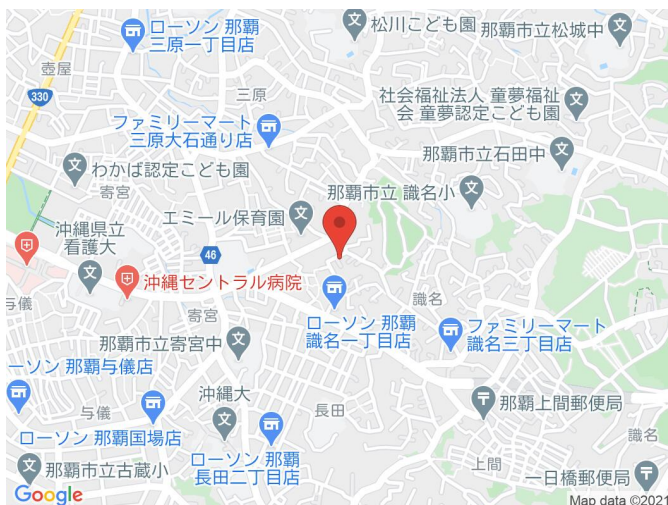 ローソン 那覇
三原一丁目店
松川こども園
那覇市立松城中
壺屋
330
三原
社会福祉法人 童夢福祉
会 童夢認定こども園
ファミリーマート
三原大石通り店
那覇市立石田中
わかば認定こども園
寄宮
那覇市立 識名小
エミール保育園
沖縄県立
看護大
46
沖縄セントラル病院
与儀
識名
寄宮
ローソン 那覇
識名一丁目店
ファミリーマート
識名三丁目店
那覇市立寄宮中
ーソン 那覇与儀店
沖縄大
長田
那覇上間郵便局
与儀
ローソン 那覇国場店
識名
ローソン 那覇
長田二丁目店
上間
那覇市立古蔵小
一日橋郵便局
Google
Map data ©2021